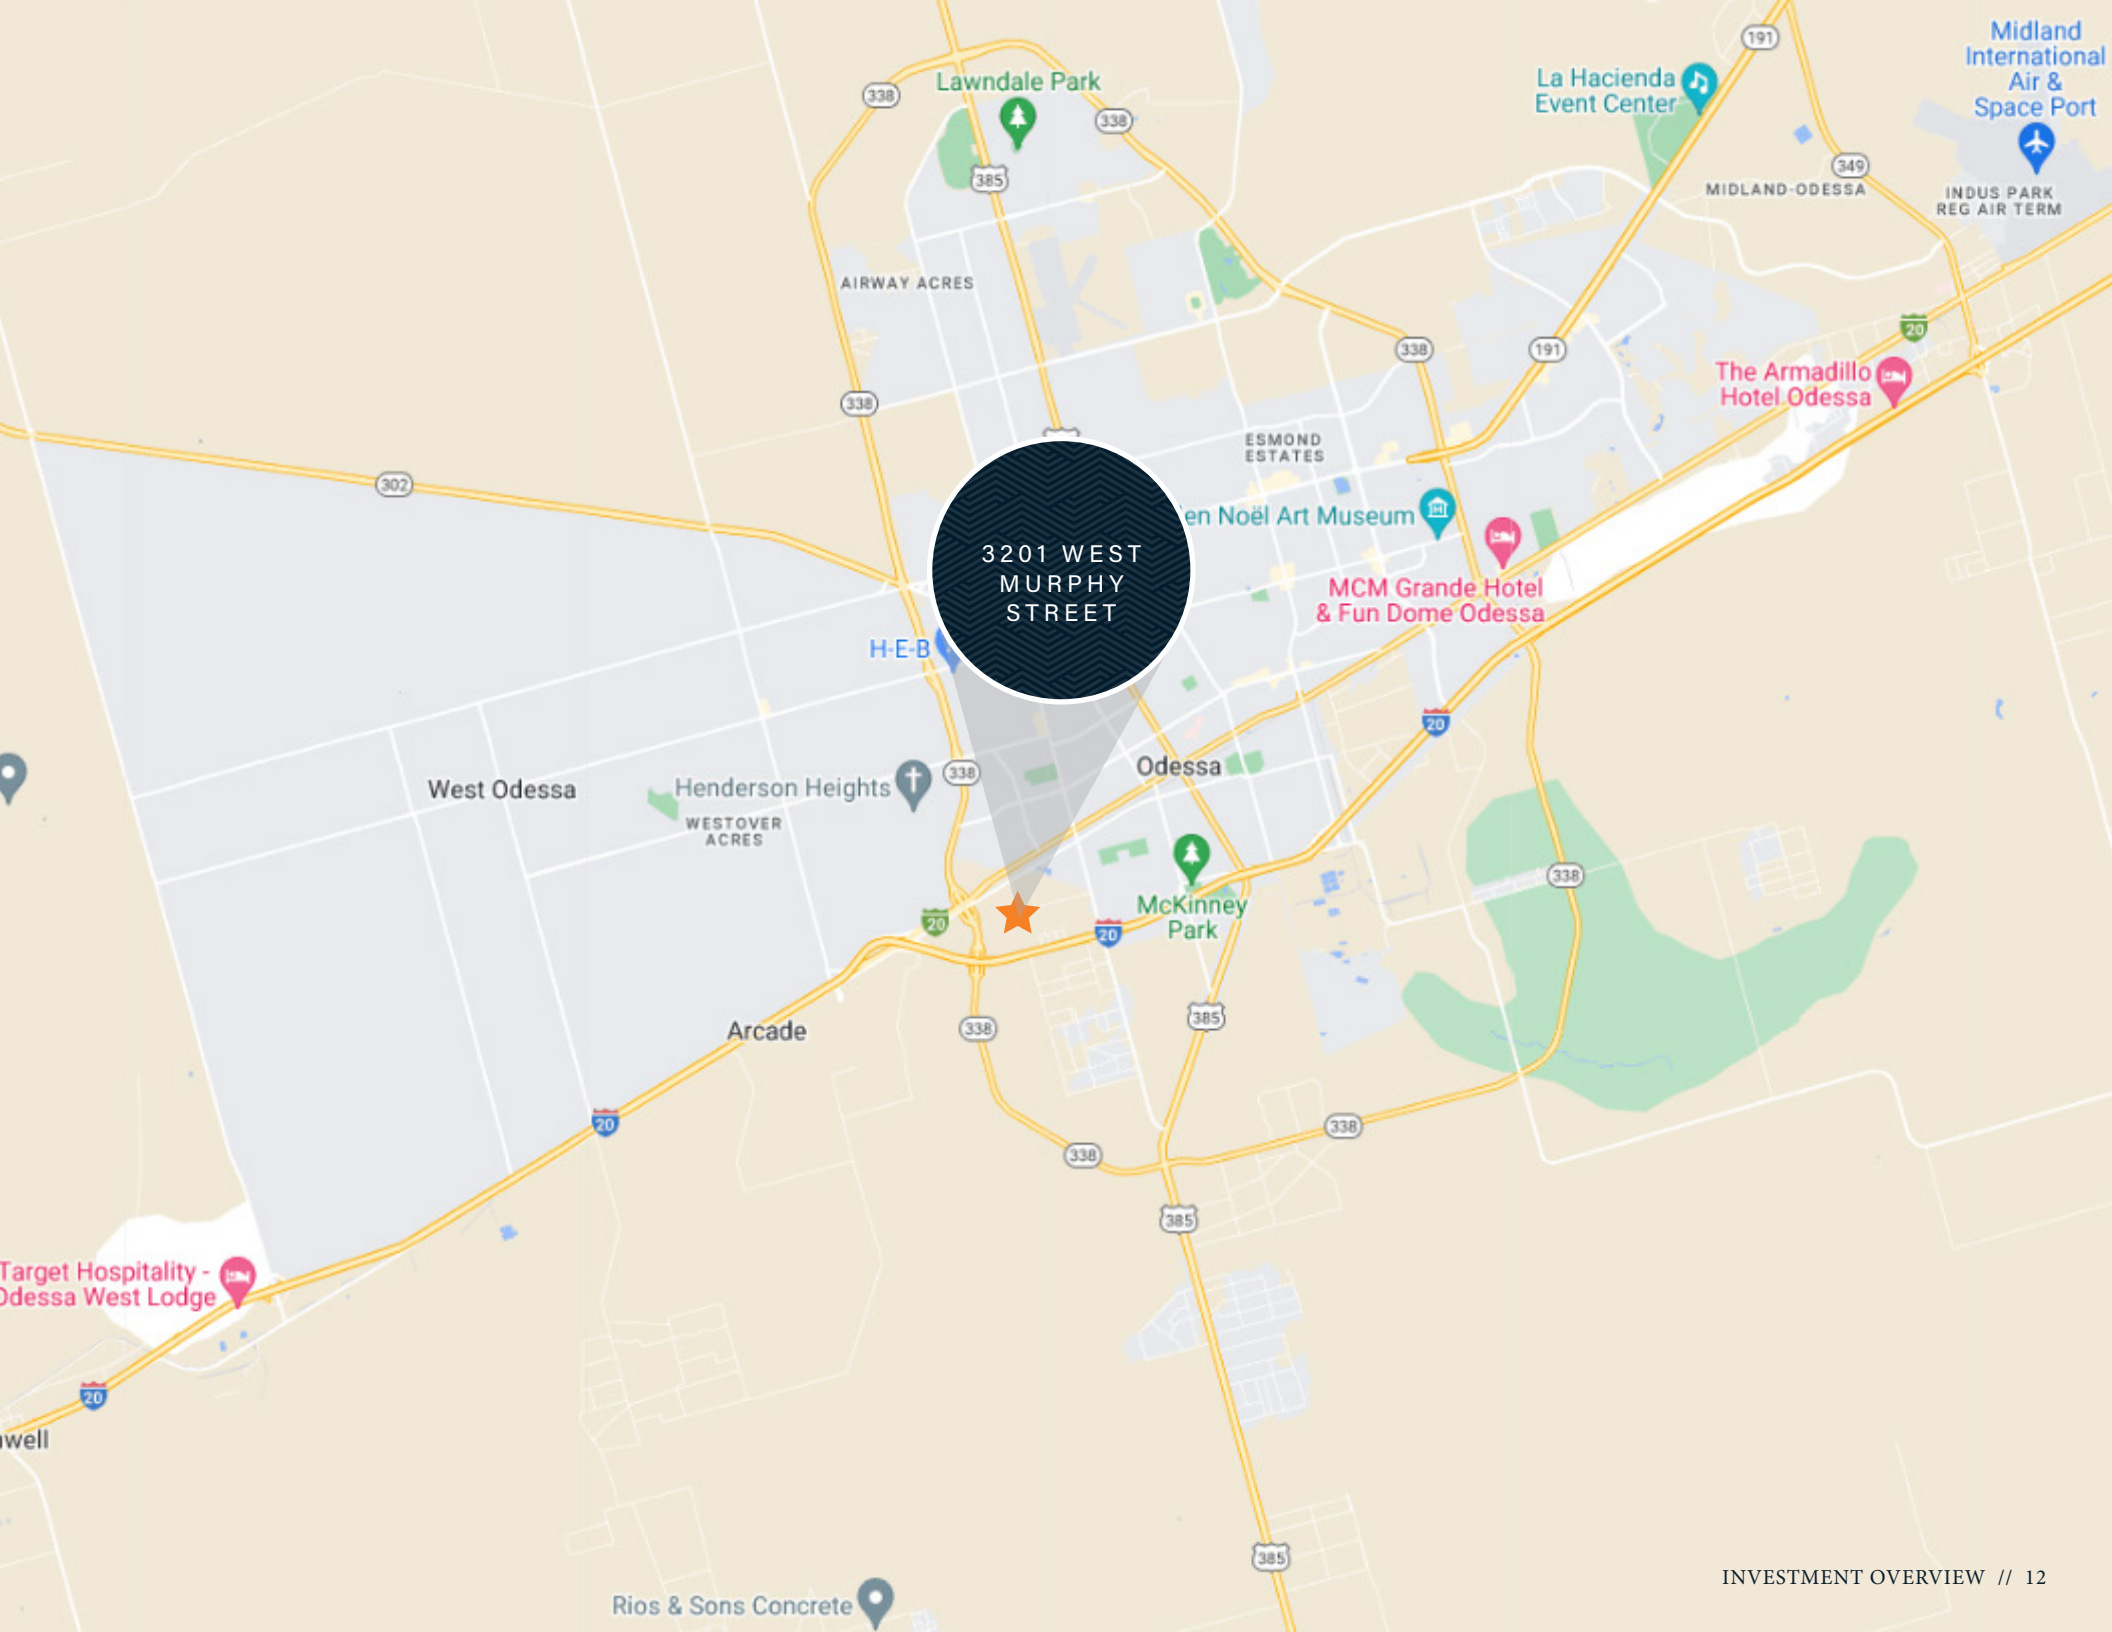 191
Midland
International
Air &
Space Port
La Hacienda
Event Center
Lawndale Park
338
338
385
349
MIDLAND-ODESSA
INDUS PARK
REG AIR TERM
AIRWAY ACRES
20
338
191
The Armadillo
Hotel Odessa
338
ESMOND
ESTATES
302
Noël Art Museum
3201 WEST
MURPHY
STREET
MCM Grande Hotel
& Fun Dome Odessa
H-E-B
20
Odessa
338
West Odessa
Henderson Heights
WESTOVER
ACRES
338
McKinney
Park
20
20
385
338
Arcade
20
338
338
385
Target Hospitality -
Odessa West Lodge
20
385
INVESTMENT OVERVIEW // 12
Rios & Sons Concrete